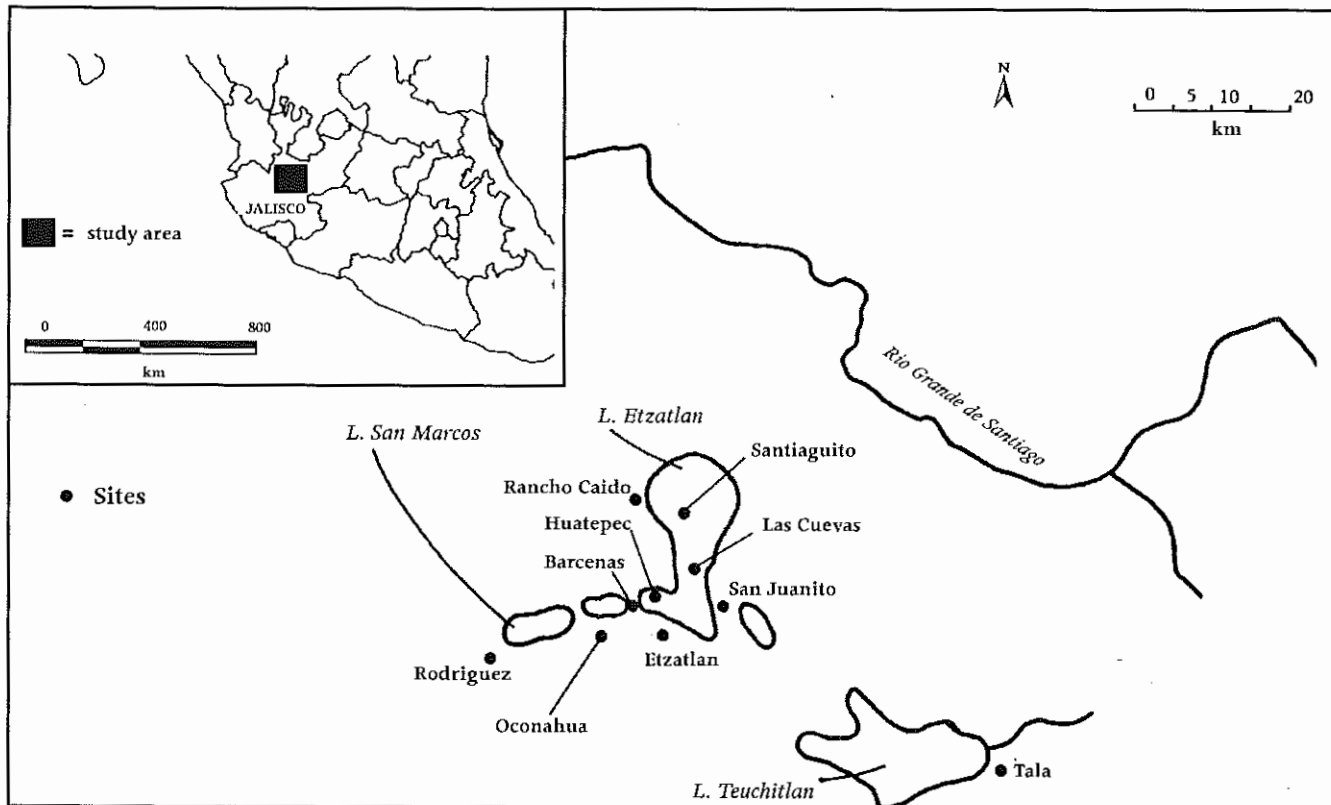 JALISCO
= study area
0 400 800
km
N
0 5 10 20
km
Rio Grande de Santiago
L. Etzatlan
L. San Marcos
Santiaguito
Rancho Caido
Sites
Huatepec
Las Cuevas
Barcenas
San Juanito
Etzatlan
Rodriguez
Oconahua
Tala
L. Teuchitlan